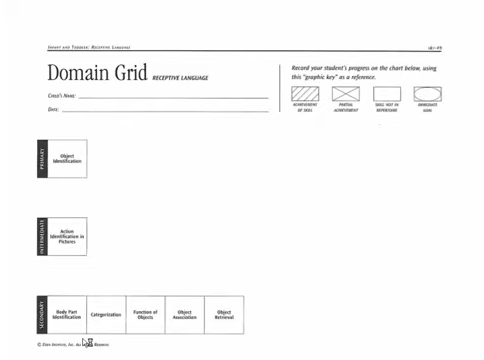 INFANT AND TODDLER: RECEPTIVE LANGUAGE
Domain Grid RECEPTIVE LANGUAGE
CHILD'S NAME:
DATE:
Record your student's progress on the chart below, using
this "graphic key" as a reference.
ACHIEVEMENT
OF SKILL
PARTIAL
ACHIEVEMENT
SKILL NOT IN
REPERTOIRE
IMMEDIATE
GOAL
PRIMARY
Object
Identification
INTERMEDIATE
Action
Identification in
Pictures
SECONDARY
Body Part
Identification
Categorization
Function of
Objects
Object
Association
Object
Retrieval
Inc. All